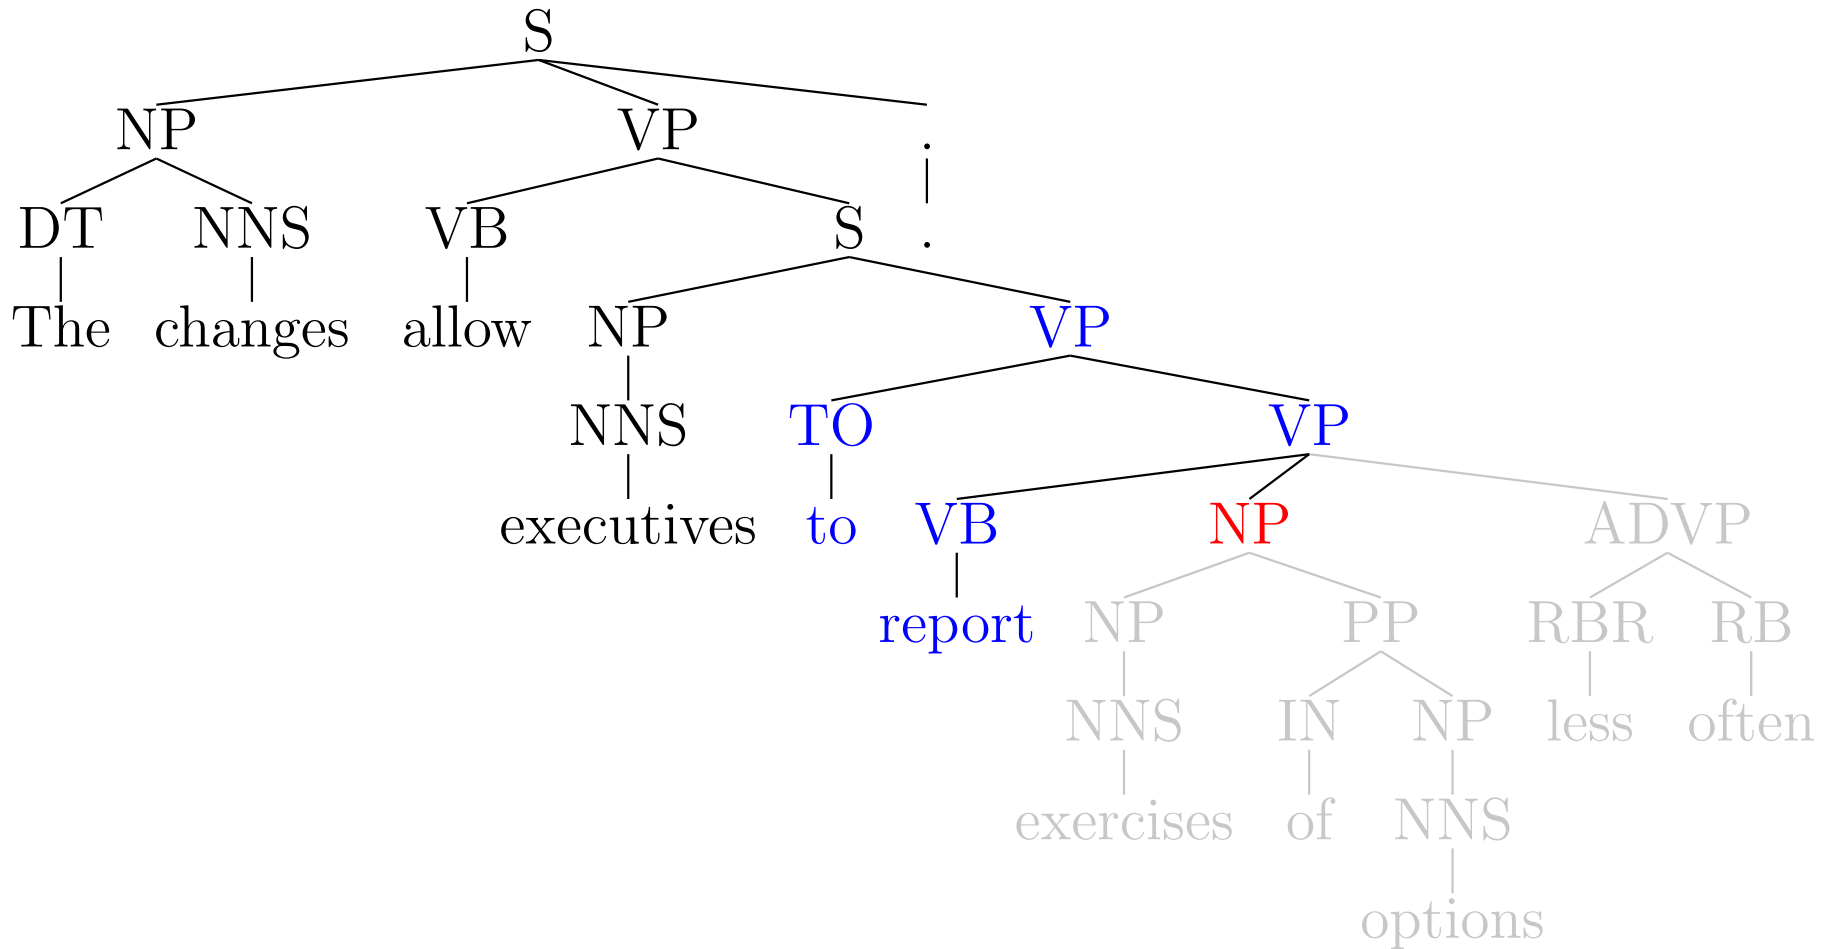 S
NP VP .
DT NNS VB S .
The changes allow NP VP
NNS TO VP
executives to VB NP ADVP
report NP PP RBR RB
NNS IN NP less often
exercises of NNS
options